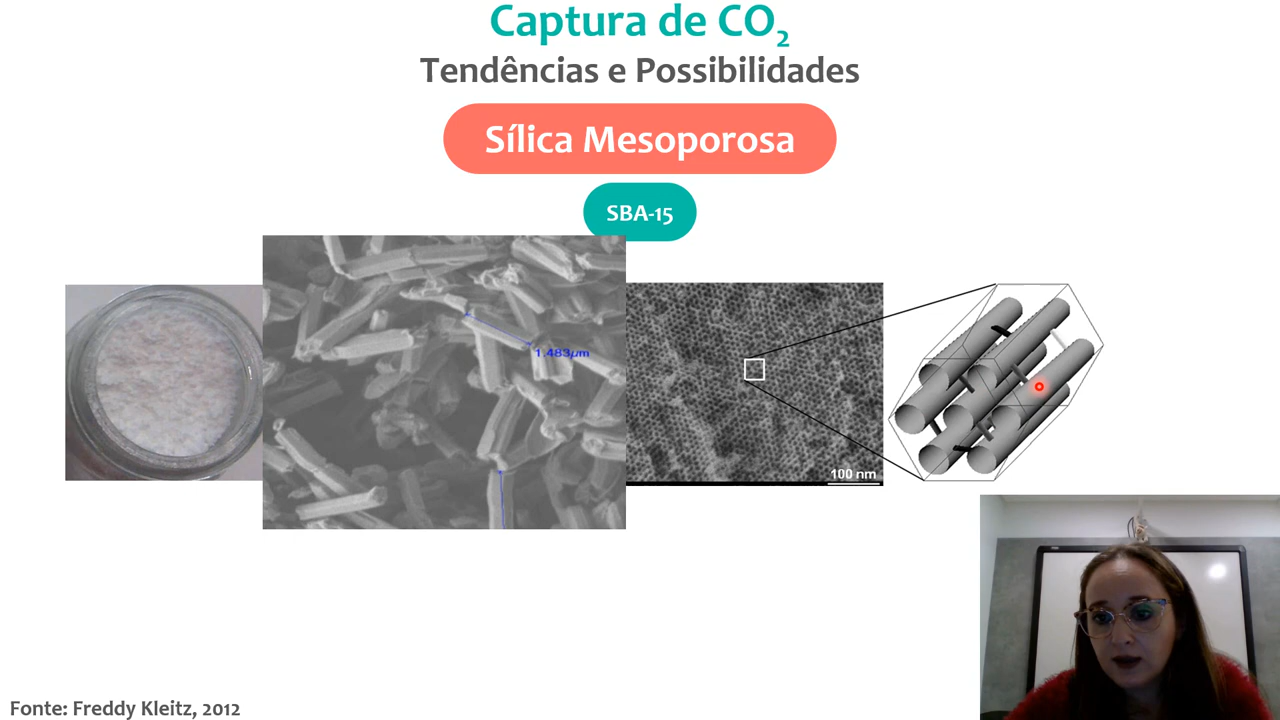 Captura de CO₂
Tendências e Possibilidades
Sílica Mesoporosa
SBA-15
1.483µm
100 nm
Fonte: Freddy Kleitz, 2012